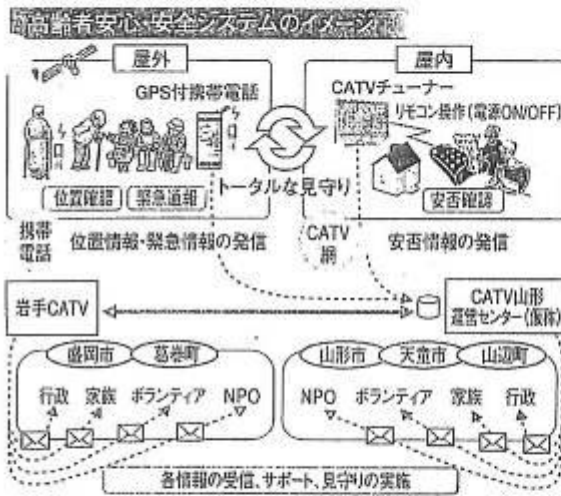 高齢者安心・安全システムのイメージ
屋外
屋内
GPS付携帯電話
CATVチューナー
リモコン操作(電源ON/OFF)
トータルな見守り
位置確認
緊急通報
安否確認
携帯
電話
位置情報・緊急情報の発信
CATV
網
安否情報の発信
岩手CATV
CATV山形
運営センター(仮称)
盛岡市
葛巻町
山形市
天童市
山辺町
行政
家族
ボランティア
NPO
NPO
ボランティア
家族
行政
各情報の受信、サポート、見守りの実施